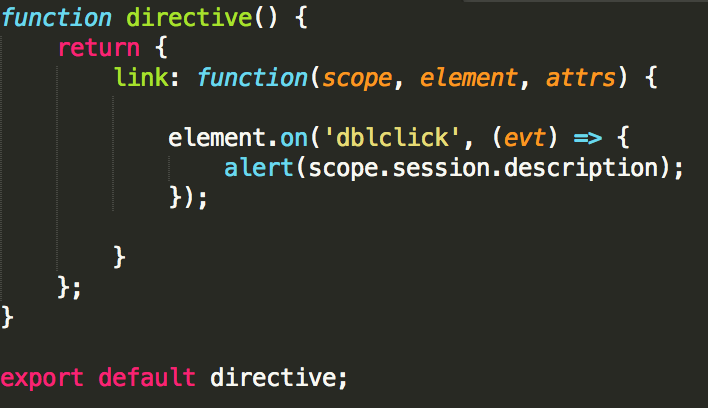 function directive() {
return {
link: function(scope, element, attrs) {
element.on('dblclick', (evt) => {
alert(scope.session.description);
});
}
};
}
export default directive;